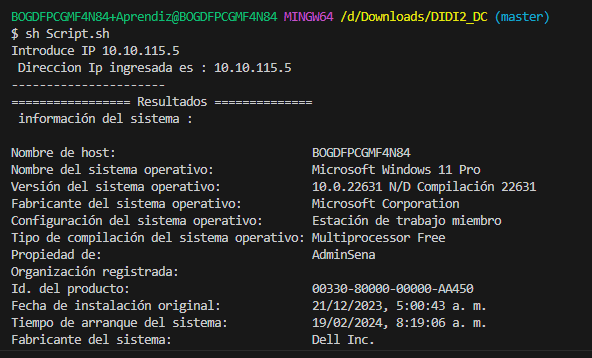 BOGDFPCGMF4N84+Aprendiz@BOGDFPCGMF4N84 MINGW64 /d/Downloads/DIDI2_DC (master)
$ sh Script.sh
Introduce IP 10.10.115.5
 Direccion Ip ingresada es : 10.10.115.5
----------------------
================= Resultados ==============
 información del sistema :

Nombre de host:                            BOGDFPCGMF4N84
Nombre del sistema operativo:              Microsoft Windows 11 Pro
Versión del sistema operativo:             10.0.22631 N/D Compilación 22631
Fabricante del sistema operativo:          Microsoft Corporation
Configuración del sistema operativo:       Estación de trabajo miembro
Tipo de compilación del sistema operativo: Multiprocessor Free
Propiedad de:                              AdminSena
Organización registrada:
Id. del producto:                          00330-80000-00000-AA450
Fecha de instalación original:             21/12/2023, 5:00:43 a. m.
Tiempo de arranque del sistema:            19/02/2024, 8:19:06 a. m.
Fabricante del sistema:                    Dell Inc.